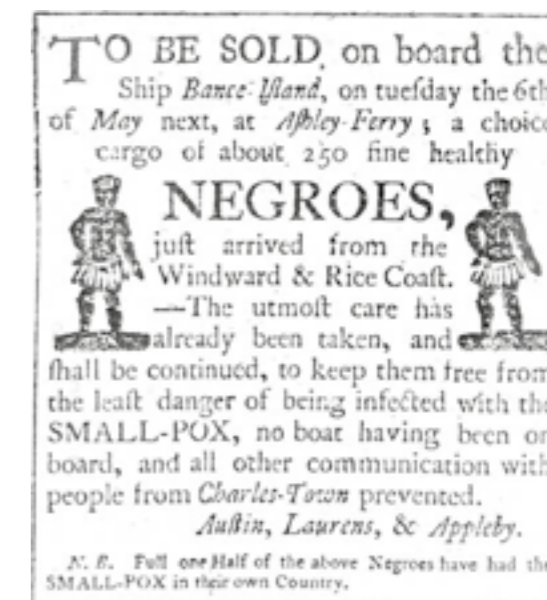 TO BE SOLD, on board the
Ship Bance-Iſland, on tueſday the 6th
of May next, at Aſhley-Ferry; a choice
cargo of about 250 fine healthy
NEGROES,
juſt arrived from the
Windward & Rice Coaſt.
—The utmoſt care has
already been taken, and
ſhall be continued, to keep them free from
the leaſt danger of being infected with the
SMALL-POX, no boat having been on
board, and all other communication with
people from Charles-Town prevented.
Auſtin, Laurens, & Appleby.
N. B. Full one Half of the above Negroes have had the
SMALL-POX in their own Country.